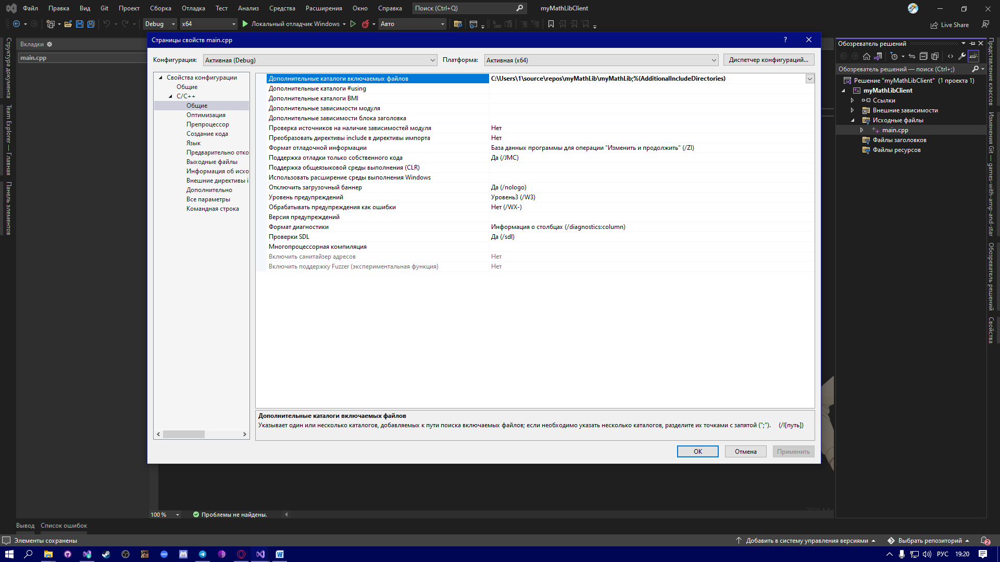 Файл Правка Вид Git Проект Сборка Отладка Тест Анализ Средства Расширения Окно Справка Поиск (Ctrl+Q) myMathLibClient
Debug x64 Локальный отладчик Windows Авто Live Share
Структура документа
Team Explorer — Главная
Панель элементов
Вкладки
main.cpp
Страницы свойств main.cpp ?
Конфигурация: Активная (Debug) Платформа: Активная (x64) Диспетчер конфигураций...
Свойства конфигурации
Общие
C/C++
Общие
Оптимизация
Препроцессор
Создание кода
Язык
Предварительно отко
Выходные файлы
Информация об исхо
Внешние директивы i
Дополнительно
Все параметры
Командная строка
Дополнительные каталоги включаемых файлов C:\Users\1\source\repos\myMathLib\myMathLib;%(AdditionalIncludeDirectories)
Дополнительные каталоги #using
Дополнительные каталоги BMI
Дополнительные зависимости модуля
Дополнительные зависимости блока заголовка
Проверка источников на наличие зависимостей модуля Нет
Преобразовать директивы include в директивы импорта Нет
Формат отладочной информации База данных программы для операции "Изменить и продолжить" (/ZI)
Поддержка отладки только собственного кода Да (/JMC)
Поддержка общеязыковой среды выполнения (CLR)
Использовать расширение среды выполнения Windows
Отключить загрузочный баннер Да (/nologo)
Уровень предупреждений Уровень3 (/W3)
Обрабатывать предупреждения как ошибки Нет (/WX-)
Версия предупреждений
Формат диагностики Информация о столбцах (/diagnostics:column)
Проверки SDL Да (/sdl)
Многопроцессорная компиляция
Включить санитайзер адресов Нет
Включить поддержку Fuzzer (экспериментальная функция) Нет
Дополнительные каталоги включаемых файлов
Указывает один или несколько каталогов, добавляемых к пути поиска включаемых файлов; если необходимо указать несколько каталогов, разделите их точками с запятой (";"). (/I[путь])
ОК Отмена Применить
Обозреватель решений
Обозреватель решений — поиск (Ctrl+;)
Решение "myMathLibClient" (1 проекта 1)
myMathLibClient
Ссылки
Внешние зависимости
Исходные файлы
main.cpp
Файлы заголовков
Файлы ресурсов
Представление классов
Изменения Git — games-with-amp-and-star
Обозреватель решений
Свойства
100 % Проблемы не найдены.
Вывод Список ошибок
Элементы сохранены Добавить в систему управления версиями Выбрать репозиторий 2
РУС 19:20